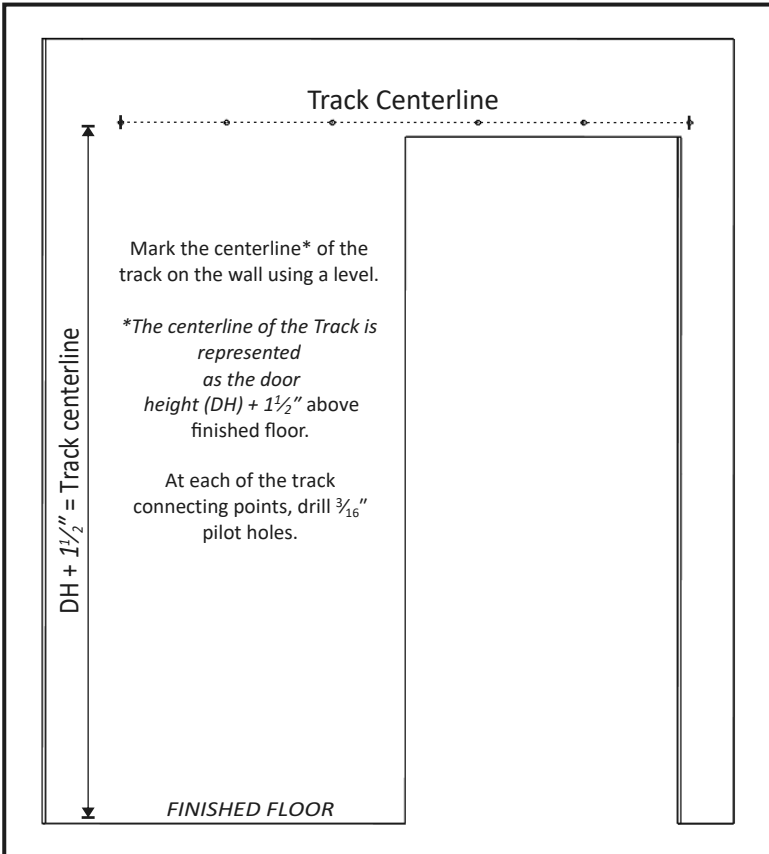 Track Centerline
Mark the centerline* of the
track on the wall using a level.
*The centerline of the Track is
represented
as the door
height (DH) + 1½″ above
finished floor.
At each of the track
connecting points, drill ³⁄₁₆″
pilot holes.
DH + 1½″ = Track centerline
FINISHED FLOOR